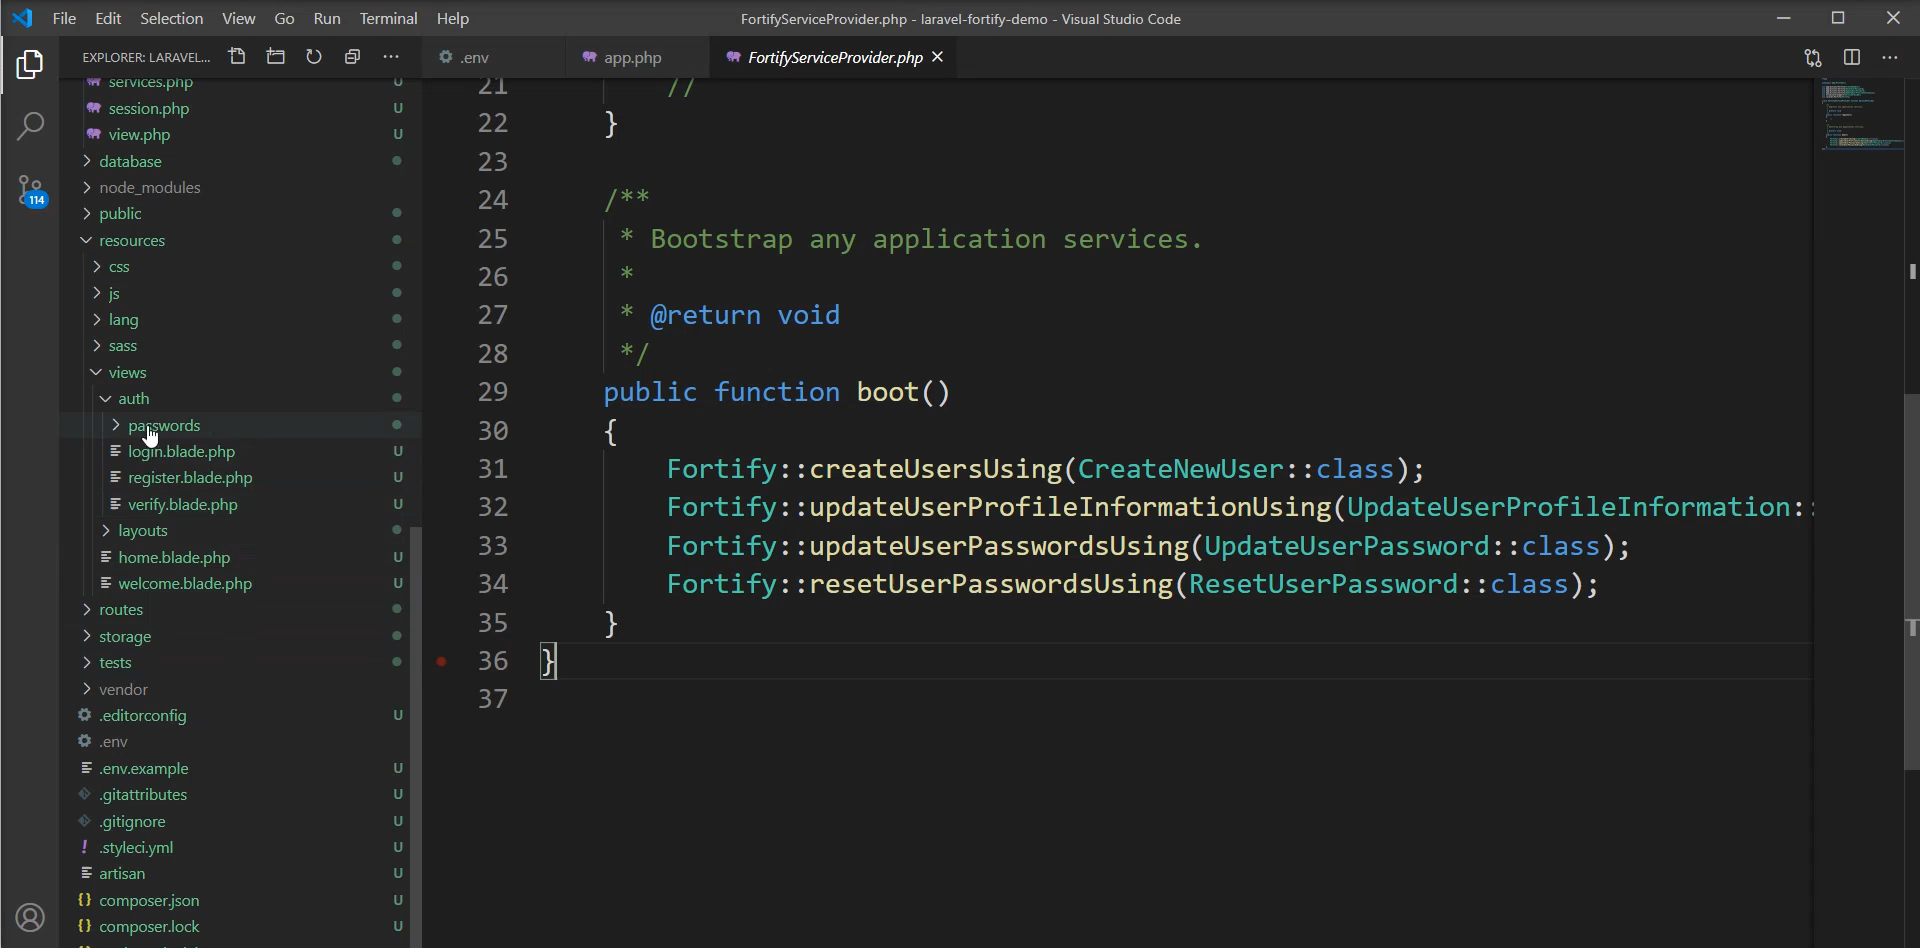 File Edit Selection View Go Run Terminal Help
FortifyServiceProvider.php - laravel-fortify-demo - Visual Studio Code
EXPLORER: LARAVEL...
.env
app.php
FortifyServiceProvider.php
services.php U
session.php U
view.php U
database
node_modules
public
resources
css
js
lang
sass
views
auth
passwords
login.blade.php U
register.blade.php U
verify.blade.php U
layouts
home.blade.php U
welcome.blade.php U
routes
storage
tests
vendor
.editorconfig U
.env
.env.example U
.gitattributes U
.gitignore U
.styleci.yml U
artisan U
composer.json U
composer.lock U
114
21 //
22 }
23
24 /**
25 * Bootstrap any application services.
26 *
27 * @return void
28 */
29 public function boot()
30 {
31 Fortify::createUsersUsing(CreateNewUser::class);
32 Fortify::updateUserProfileInformationUsing(UpdateUserProfileInformation::
33 Fortify::updateUserPasswordsUsing(UpdateUserPassword::class);
34 Fortify::resetUserPasswordsUsing(ResetUserPassword::class);
35 }
36 }
37